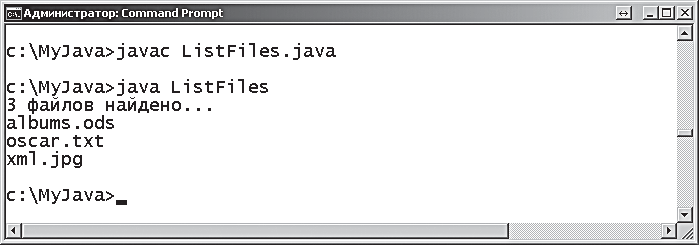 Администратор: Command Prompt
c:\MyJava>javac ListFiles.java
c:\MyJava>java ListFiles
3 файлов найдено...
albums.ods
oscar.txt
xml.jpg
c:\MyJava>